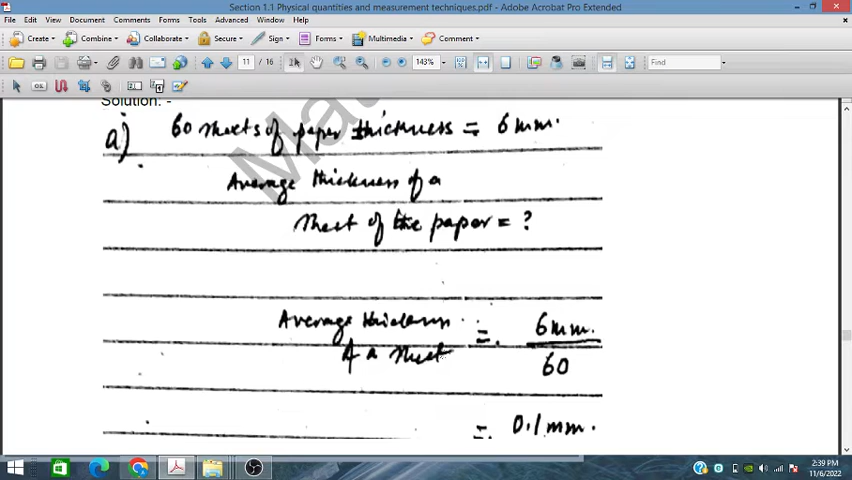 Section 1.1 Physical quantities and measurement techniques.pdf - Adobe Acrobat Pro Extended
File Edit View Document Comments Forms Tools Advanced Window Help
Create Combine Collaborate Secure Sign Forms Multimedia Comment
11 / 16 143% Find
Solution: -
a) 60 sheets of paper thickness = 6 mm.
Average thickness of a
sheet of the paper = ?
Average thickness = 6 mm.
of a sheet 60
= 0.1 mm.
2:39 PM
11/6/2022